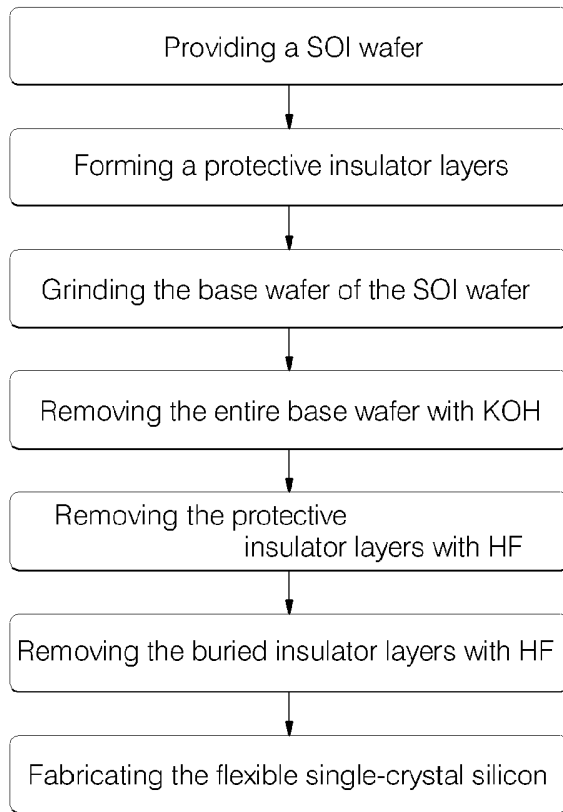 Providing a SOI wafer
Forming a protective insulator layers
Grinding the base wafer of the SOI wafer
Removing the entire base wafer with KOH
Removing the protective
insulator layers with HF
Removing the buried insulator layers with HF
Fabricating the flexible single-crystal silicon